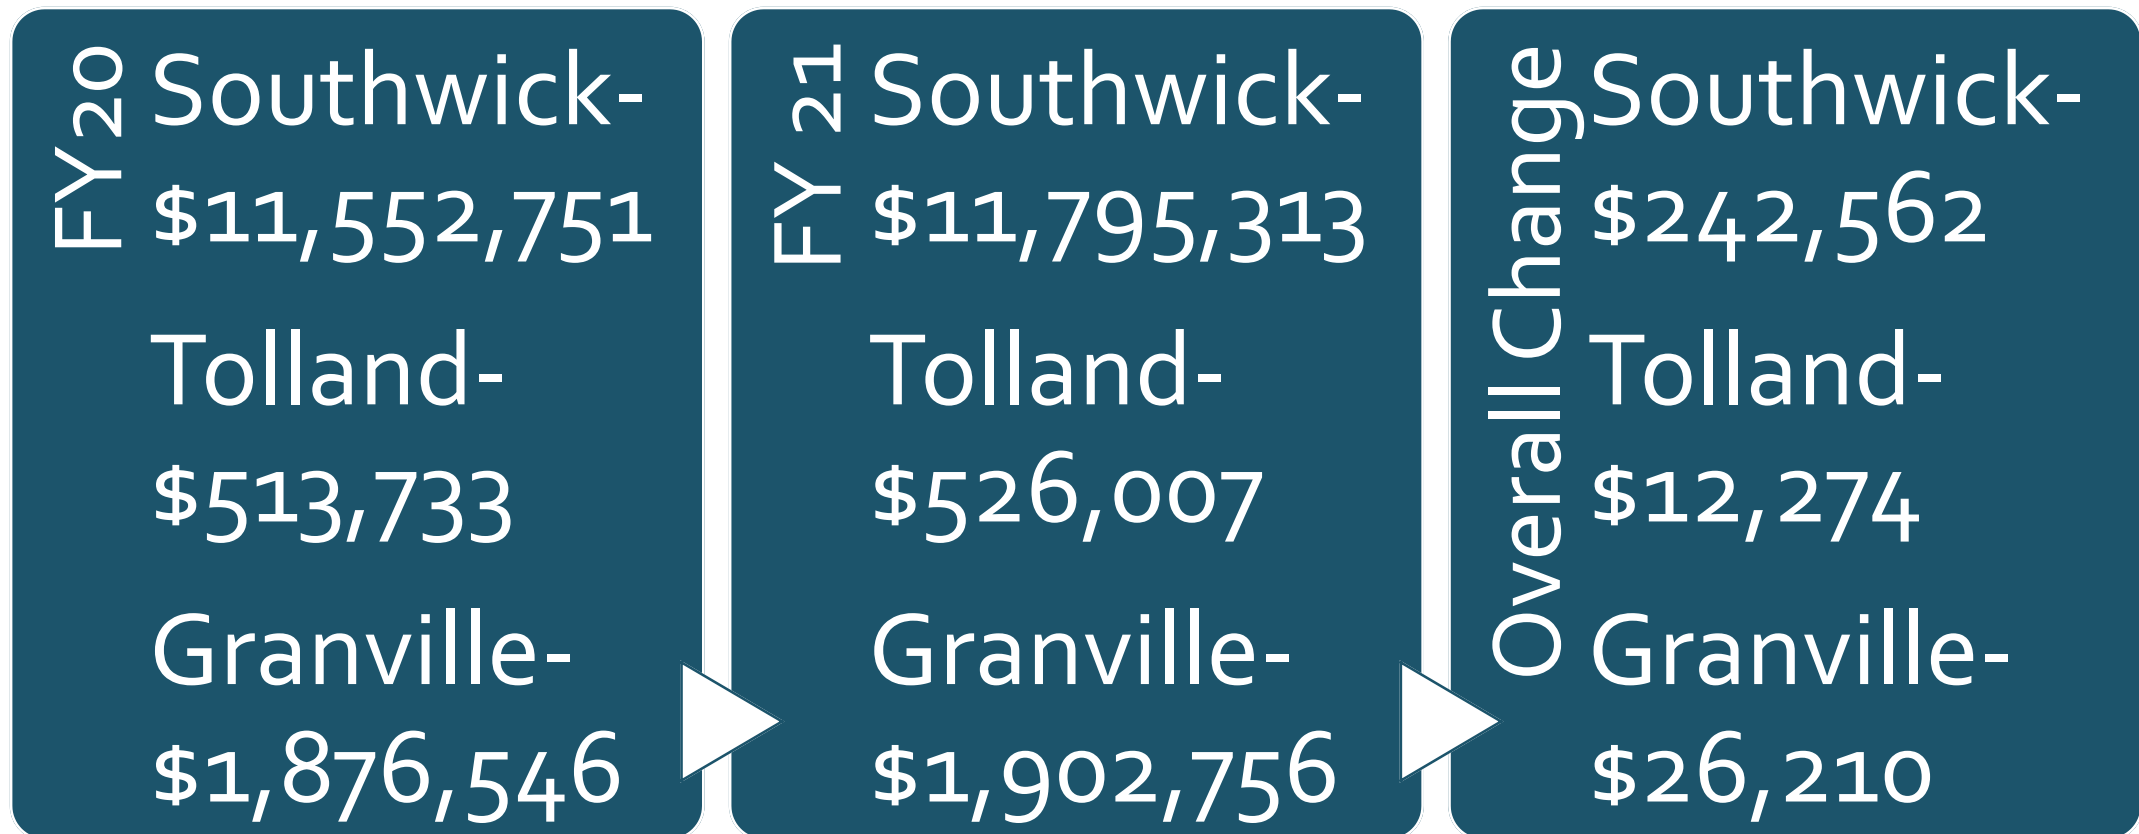 FY20
Southwick-
$11,552,751
Tolland-
$513,733
Granville-
$1,876,546
FY 21
Southwick-
$11,795,313
Tolland-
$526,007
Granville-
$1,902,756
Overall Change
Southwick-
$242,562
Tolland-
$12,274
Granville-
$26,210